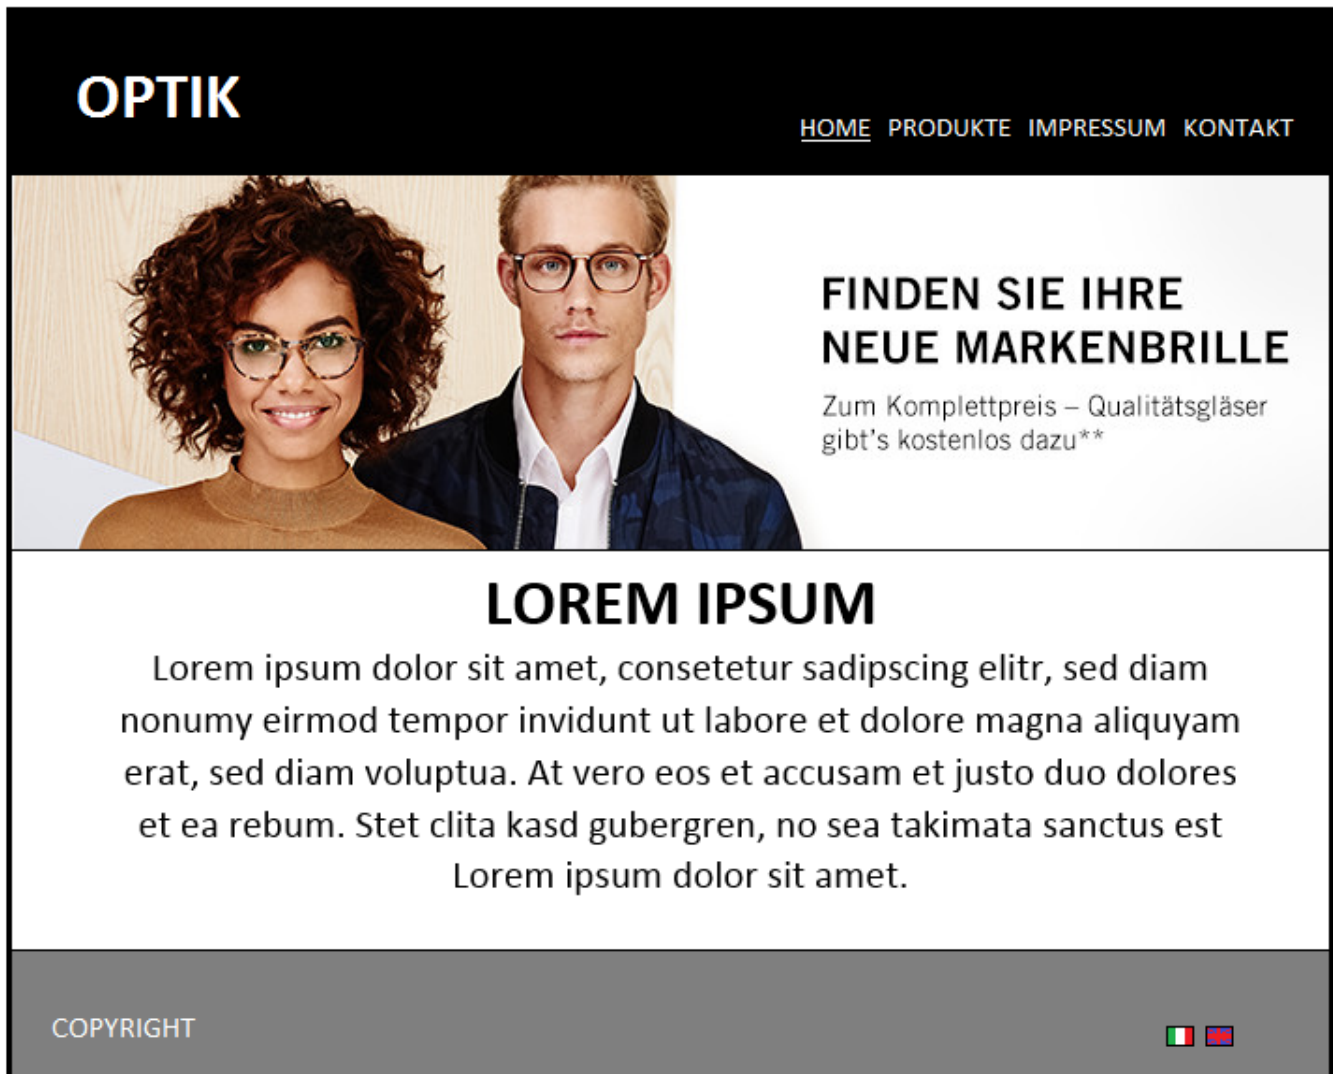 OPTIK
HOME PRODUKTE IMPRESSUM KONTAKT
FINDEN SIE IHRE
NEUE MARKENBRILLE
Zum Komplettpreis – Qualitätsgläser
gibt's kostenlos dazu**
LOREM IPSUM
Lorem ipsum dolor sit amet, consetetur sadipscing elitr, sed diam
nonumy eirmod tempor invidunt ut labore et dolore magna aliquyam
erat, sed diam voluptua. At vero eos et accusam et justo duo dolores
et ea rebum. Stet clita kasd gubergren, no sea takimata sanctus est
Lorem ipsum dolor sit amet.
COPYRIGHT